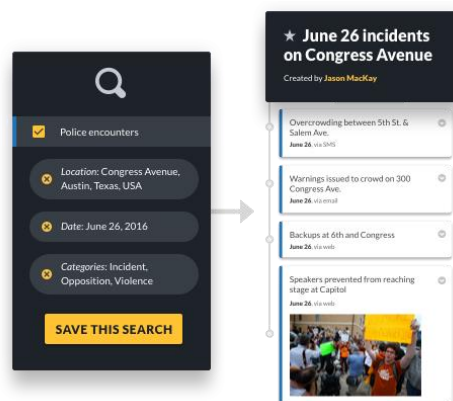 Police encounters
Location: Congress Avenue,
Austin, Texas, USA
Date: June 26, 2016
Categories: Incident,
Opposition, Violence
SAVE THIS SEARCH
June 26 incidents
on Congress Avenue
Created by Jason MacKay
Overcrowding between 5th St. &
Salem Ave.
June 26, via SMS
Warnings issued to crowd on 300
Congress Ave.
June 26, via email
Backups at 6th and Congress
June 26, via web
Speakers prevented from reaching
stage at Capitol
June 26, via web